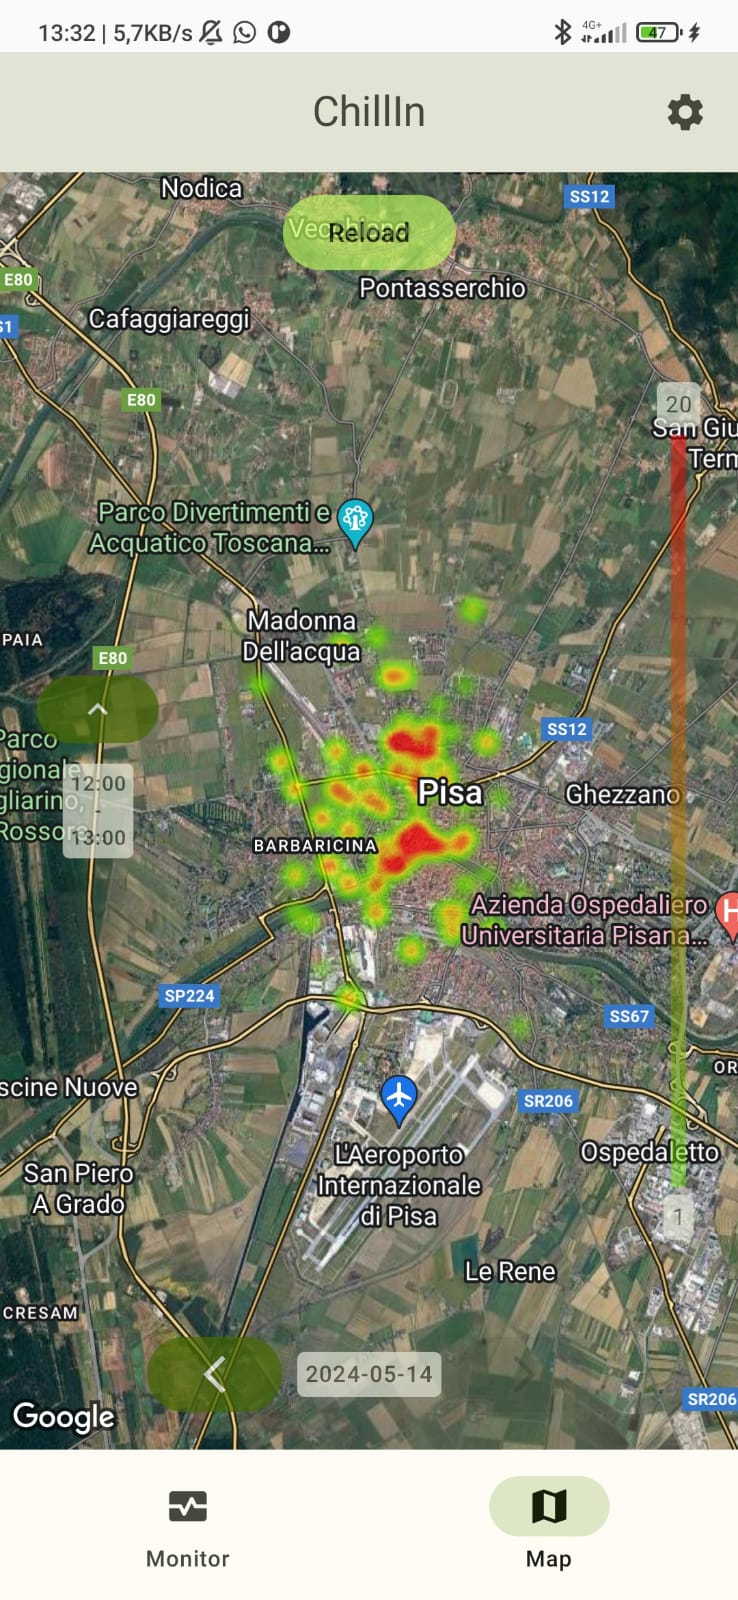 13:32 | 5,7KB/s
4G+
47
ChillIn
Nodica
SS12
Reload
E80
Pontasserchio
Cafaggiareggi
S1
E80
20
San Giu
Term
Parco Divertimenti e
Acquatico Toscana...
Madonna
Dell'acqua
PAIA
E80
SS12
Parco
gionale
gliarino,
Rossore
12:00
-
13:00
Pisa
Ghezzano
BARBARICINA
Azienda Ospedaliero
Universitaria Pisana...
H
SP224
SS67
OR
scine Nuove
SR206
L'Aeroporto
Internazionale
di Pisa
Ospedaletto
San Piero
A Grado
1
Le Rene
CRESAM
2024-05-14
SR206
Google
Monitor
Map